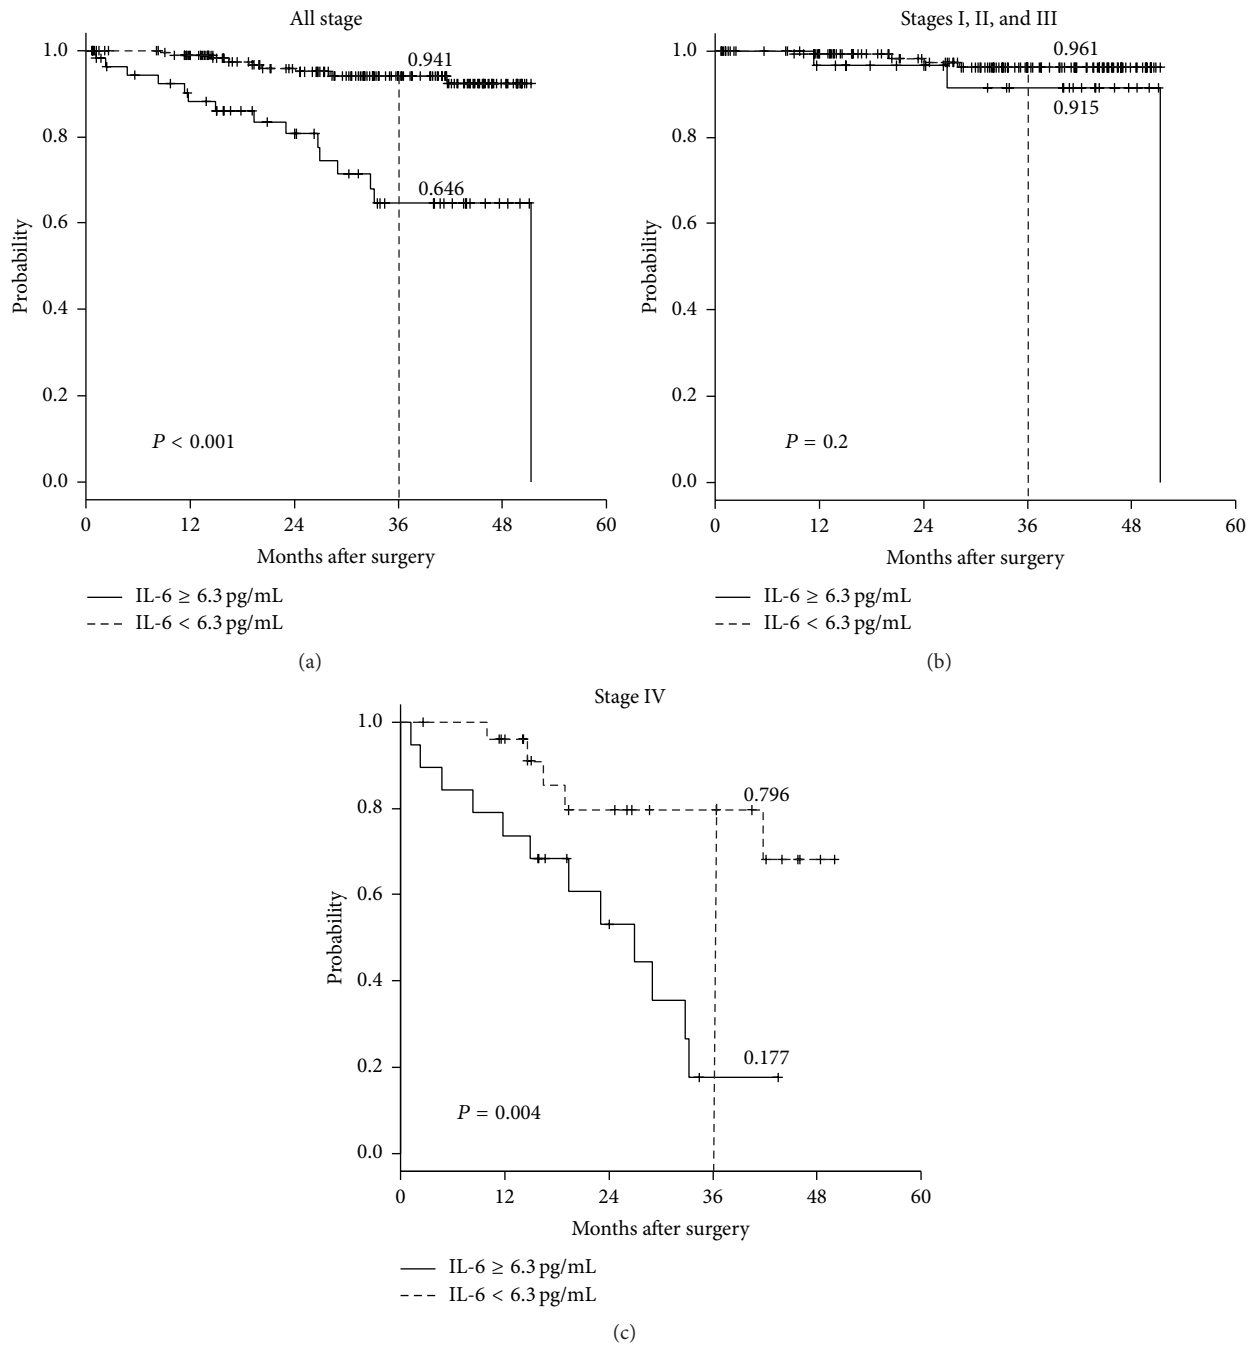 All stage
1.0
0.8
0.6
0.4
0.2
0.0
Probability
0.941
0.646
P < 0.001
0 12 24 36 48 60
Months after surgery
IL-6 ≥ 6.3 pg/mL
IL-6 < 6.3 pg/mL
(a)
Stages I, II, and III
1.0
0.8
0.6
0.4
0.2
0.0
Probability
0.961
0.915
P = 0.2
0 12 24 36 48 60
Months after surgery
IL-6 ≥ 6.3 pg/mL
IL-6 < 6.3 pg/mL
(b)
Stage IV
1.0
0.8
0.6
0.4
0.2
0.0
Probability
0.796
0.177
P = 0.004
0 12 24 36 48 60
Months after surgery
IL-6 ≥ 6.3 pg/mL
IL-6 < 6.3 pg/mL
(c)